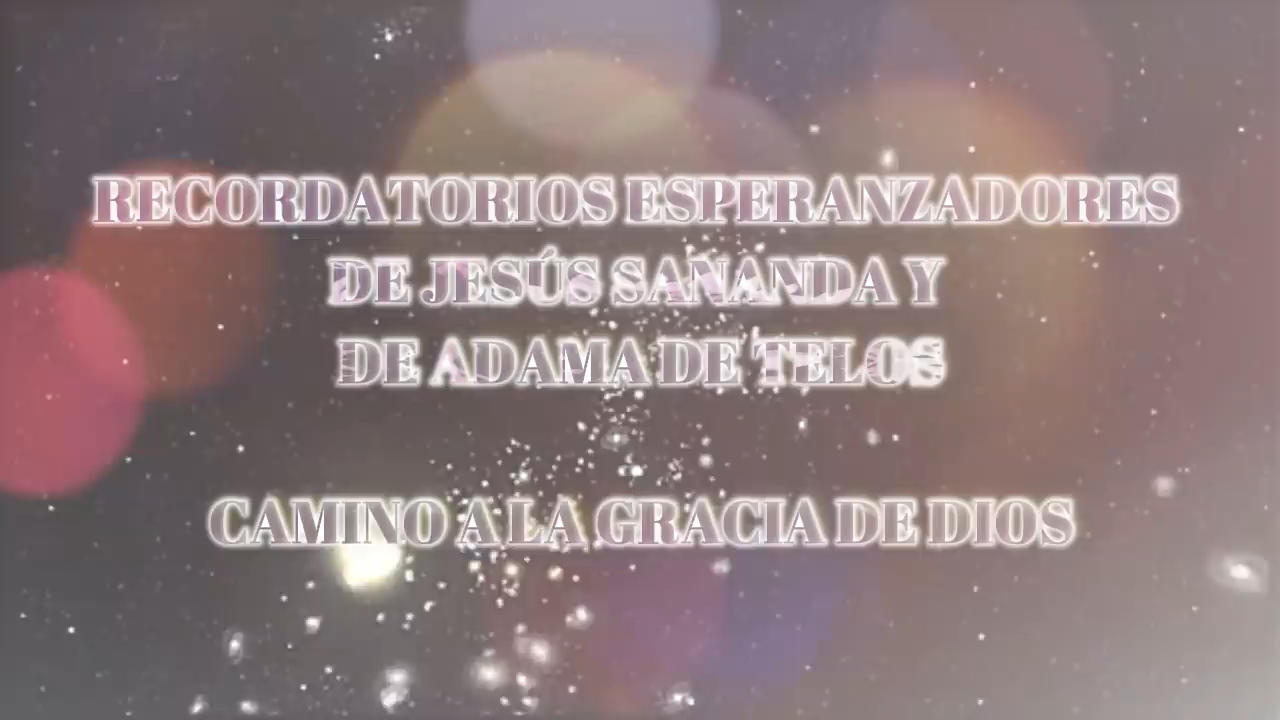 RECORDATORIOS ESPERANZADORES
DE JESÚS SANANDA Y
DE ADAMA DE TELOS
CAMINO A LA GRACIA DE DIOS